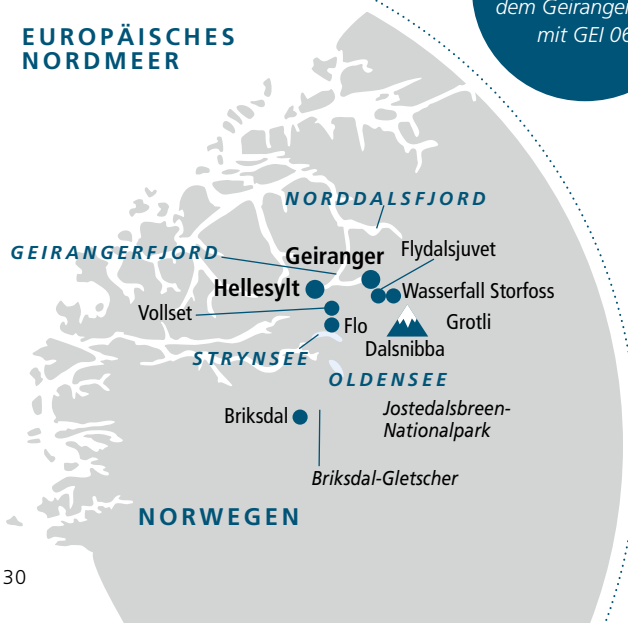 dem Geiranger
mit GEI 06
EUROPÄISCHES
NORDMEER
NORDDALSFJORD
GEIRANGERFJORD
Geiranger
Flydalsjuvet
Hellesylt
Wasserfall Storfoss
Vollset
Flo
Grotli
Dalsnibba
STRYNSEE
OLDENSEE
Briksdal
Jostedalsbreen-
Nationalpark
Briksdal-Gletscher
NORWEGEN
30